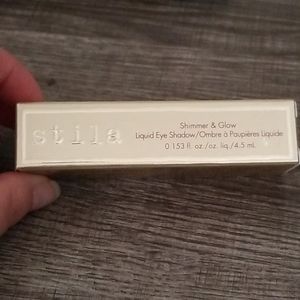 stila
Shimmer & Glow
Liquid Eye Shadow/Ombre à Paupières Liquide
0.153 fl. oz./oz. liq./4.5 mL